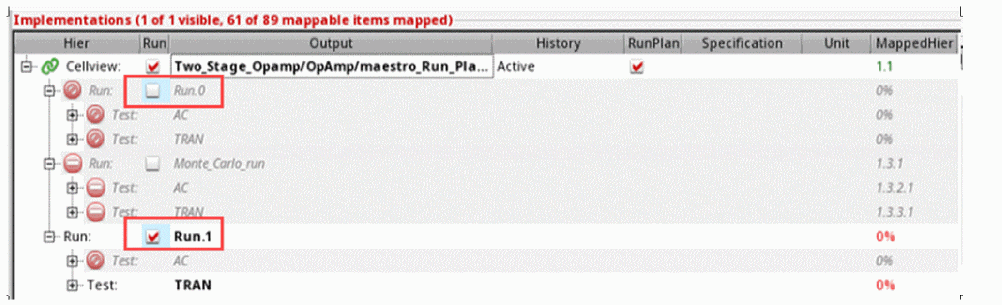 Implementations (1 of 1 visible, 61 of 89 mappable items mapped)
Hier Run Output History RunPlan Specification Unit MappedHier
Cellview: Two_Stage_Opamp/OpAmp/maestro_Run_Pla... Active 1.1
Run: Run.0 0%
Test: AC 0%
Test: TRAN 0%
Run: Monte_Carlo_run 1.3.1
Test: AC 1.3.2.1
Test: TRAN 1.3.3.1
Run: Run.1 0%
Test: AC 0%
Test: TRAN 0%